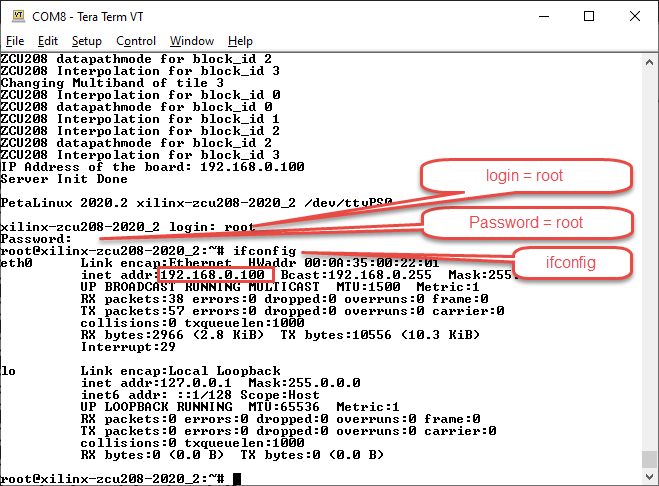 COM8 - Tera Term VT
File Edit Setup Control Window Help
ZCU208 datapathmode for block_id 2
ZCU208 Interpolation for block_id 3
Changing Multiband of tile 3
ZCU208 Interpolation for block_id 0
ZCU208 datapathmode for block_id 0
ZCU208 Interpolation for block_id 1
ZCU208 Interpolation for block_id 2
ZCU208 datapathmode for block_id 2
ZCU208 Interpolation for block_id 3
IP Address of the board: 192.168.0.100
Server Init Done
login = root
PetaLinux 2020.2 xilinx-zcu208-2020_2 /dev/ttyPS0
Password = root
xilinx-zcu208-2020_2 login: root
Password:
root@xilinx-zcu208-2020_2:~# ifconfig
ifconfig
eth0 Link encap:Ethernet HWaddr 00:0A:35:00:22:01
inet addr:192.168.0.100 Bcast:192.168.0.255 Mask:255.
UP BROADCAST RUNNING MULTICAST MTU:1500 Metric:1
RX packets:38 errors:0 dropped:0 overruns:0 frame:0
TX packets:57 errors:0 dropped:0 overruns:0 carrier:0
collisions:0 txqueuelen:1000
RX bytes:2966 (2.8 KiB) TX bytes:10556 (10.3 KiB)
Interrupt:29
lo Link encap:Local Loopback
inet addr:127.0.0.1 Mask:255.0.0.0
inet6 addr: ::1/128 Scope:Host
UP LOOPBACK RUNNING MTU:65536 Metric:1
RX packets:0 errors:0 dropped:0 overruns:0 frame:0
TX packets:0 errors:0 dropped:0 overruns:0 carrier:0
collisions:0 txqueuelen:1000
RX bytes:0 (0.0 B) TX bytes:0 (0.0 B)
root@xilinx-zcu208-2020_2:~#